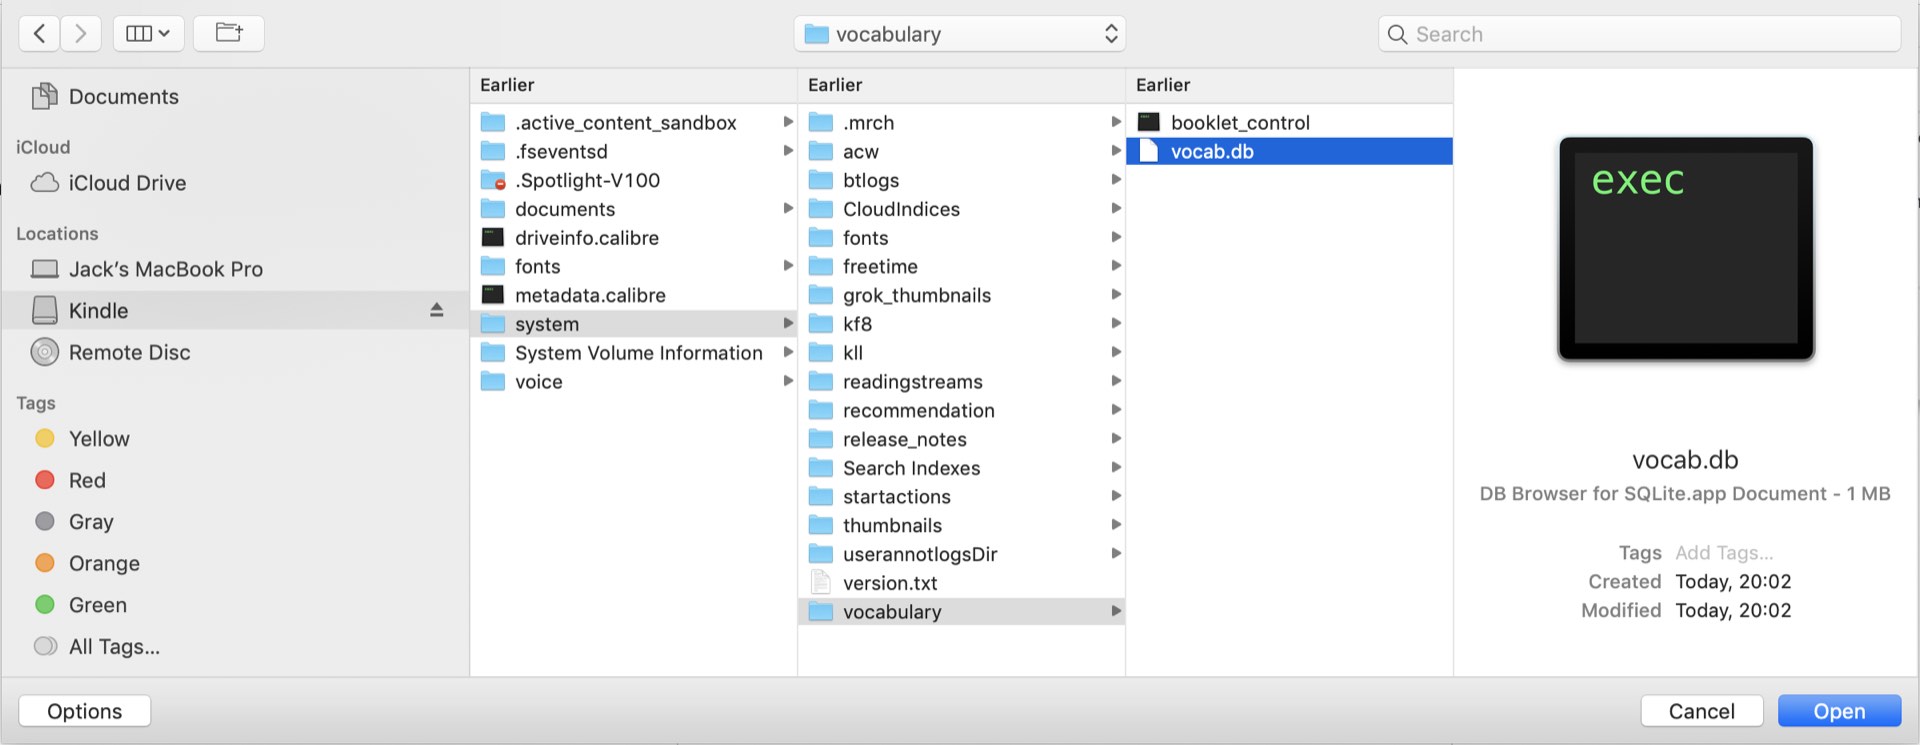 vocabulary
Search
Documents
iCloud
iCloud Drive
Locations
Jack's MacBook Pro
Kindle
Remote Disc
Tags
Yellow
Red
Gray
Orange
Green
All Tags...
Earlier
.active_content_sandbox
.fseventsd
.Spotlight-V100
documents
driveinfo.calibre
fonts
metadata.calibre
system
System Volume Information
voice
Earlier
.mrch
acw
btlogs
CloudIndices
fonts
freetime
grok_thumbnails
kf8
kll
readingstreams
recommendation
release_notes
Search Indexes
startactions
thumbnails
userannotlogsDir
version.txt
vocabulary
Earlier
booklet_control
vocab.db
exec
vocab.db
DB Browser for SQLite.app Document - 1 MB
Tags Add Tags...
Created Today, 20:02
Modified Today, 20:02
Options
Cancel
Open